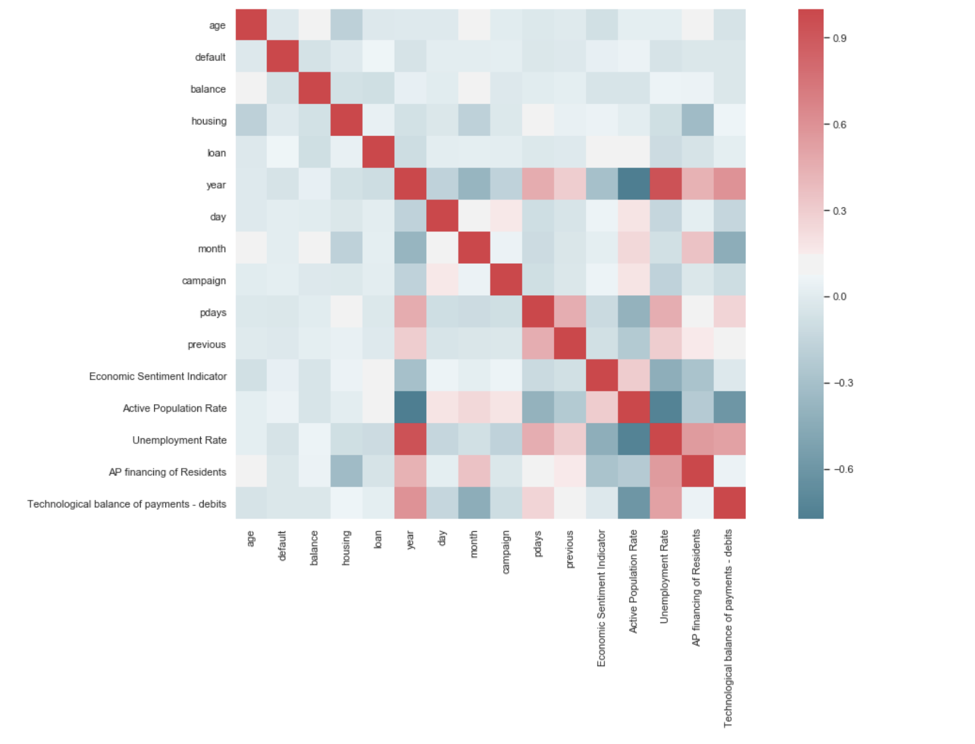 age
default
balance
housing
loan
year
day
month
campaign
pdays
previous
Economic Sentiment Indicator
Active Population Rate
Unemployment Rate
AP financing of Residents
Technological balance of payments - debits
age
default
balance
housing
loan
year
day
month
campaign
pdays
previous
Economic Sentiment Indicator
Active Population Rate
Unemployment Rate
AP financing of Residents
Technological balance of payments - debits
0.9
0.6
0.3
0.0
−0.3
−0.6